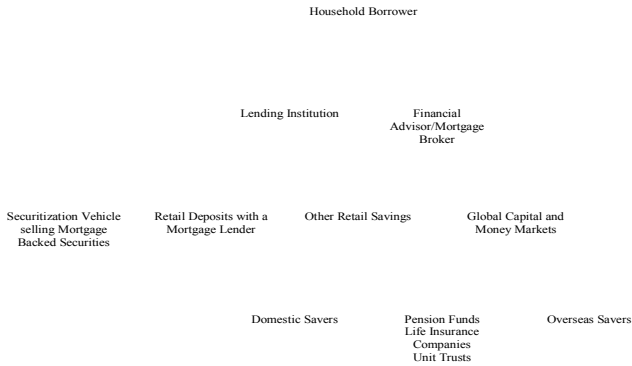 Household Borrower
Lending Institution
Financial
Advisor/Mortgage
Broker
Securitization Vehicle
selling Mortgage
Backed Securities
Retail Deposits with a
Mortgage Lender
Other Retail Savings
Global Capital and
Money Markets
Domestic Savers
Pension Funds
Life Insurance
Companies
Unit Trusts
Overseas Savers